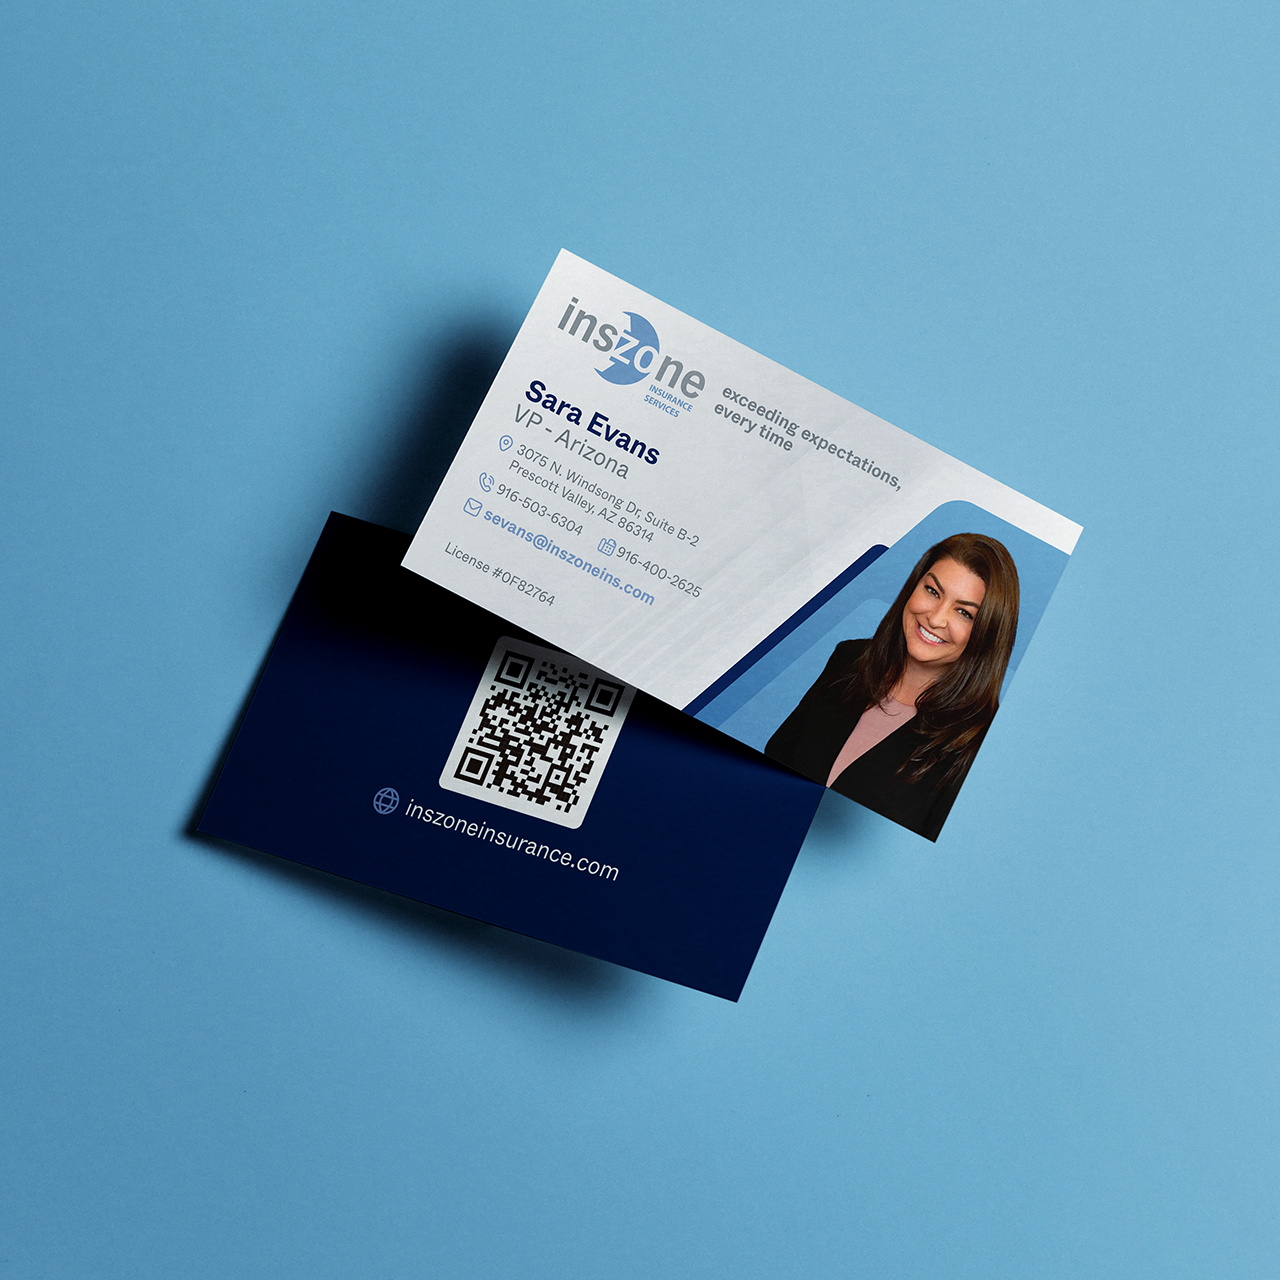 inszone
INSURANCE
SERVICES
exceeding expectations,
every time
Sara Evans
VP - Arizona
3075 N. Windsong Dr, Suite B-2
Prescott Valley, AZ 86314
916-503-6304
916-400-2625
sevans@inszoneins.com
License #0F82764
inszoneinsurance.com